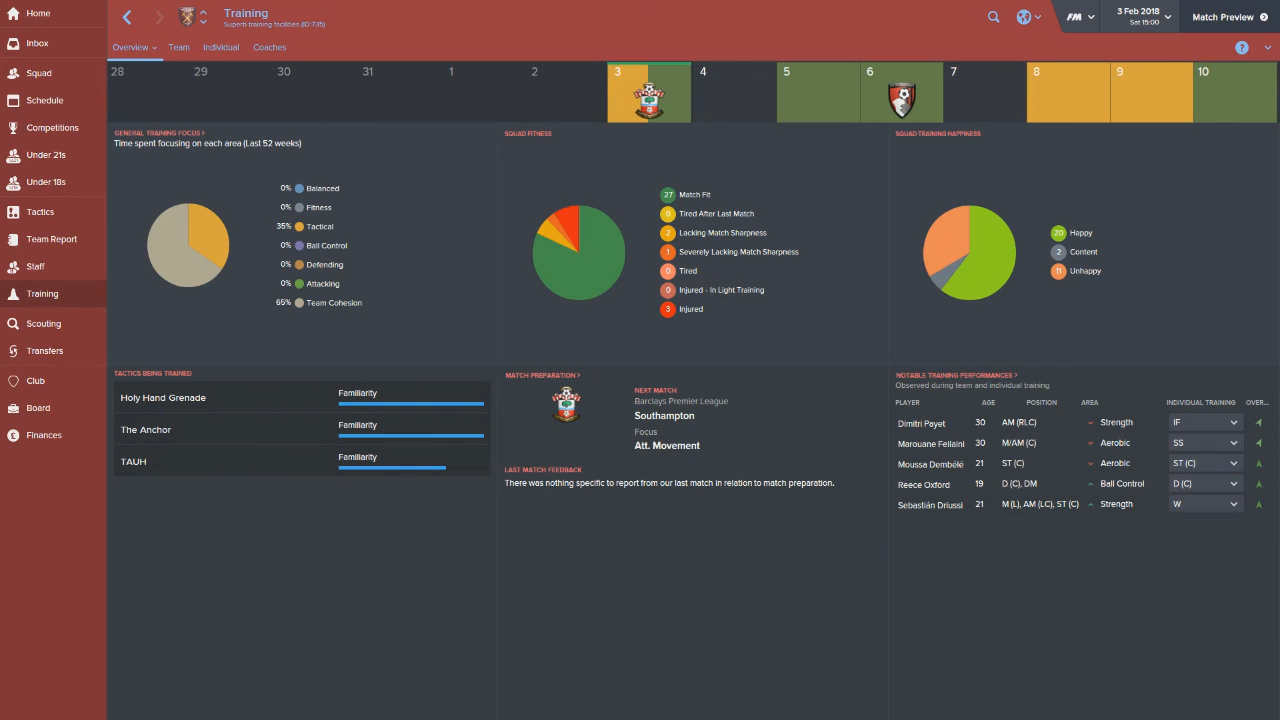 Home
Inbox
Squad
Schedule
Competitions
Under 21s
Under 18s
Tactics
Team Report
Staff
Training
Scouting
Transfers
Club
Board
Finances
Training
Superb training facilities (ID:735)
FM
3 Feb 2018
Sat 15:00
Match Preview
Overview Team Individual Coaches
?
28 29 30 31 1 2 3 4 5 6 7 8 9 10
GENERAL TRAINING FOCUS >
Time spent focusing on each area (Last 52 weeks)
0% Balanced
0% Fitness
35% Tactical
0% Ball Control
0% Defending
0% Attacking
65% Team Cohesion
SQUAD FITNESS
27 Match Fit
0 Tired After Last Match
2 Lacking Match Sharpness
1 Severely Lacking Match Sharpness
0 Tired
0 Injured - In Light Training
3 Injured
SQUAD TRAINING HAPPINESS
20 Happy
2 Content
11 Unhappy
TACTICS BEING TRAINED
Holy Hand Grenade Familiarity
The Anchor Familiarity
TAUH Familiarity
MATCH PREPARATION >
NEXT MATCH
Barclays Premier League
Southampton
Focus
Att. Movement
LAST MATCH FEEDBACK
There was nothing specific to report from our last match in relation to match preparation.
NOTABLE TRAINING PERFORMANCES >
Observed during team and individual training
PLAYER AGE POSITION AREA INDIVIDUAL TRAINING OVER...
Dimitri Payet 30 AM (RLC) Strength IF
Marouane Fellaini 30 M/AM (C) Aerobic SS
Moussa Dembélé 21 ST (C) Aerobic ST (C)
Reece Oxford 19 D (C), DM Ball Control D (C)
Sebastián Driussi 21 M (L), AM (LC), ST (C) Strength W